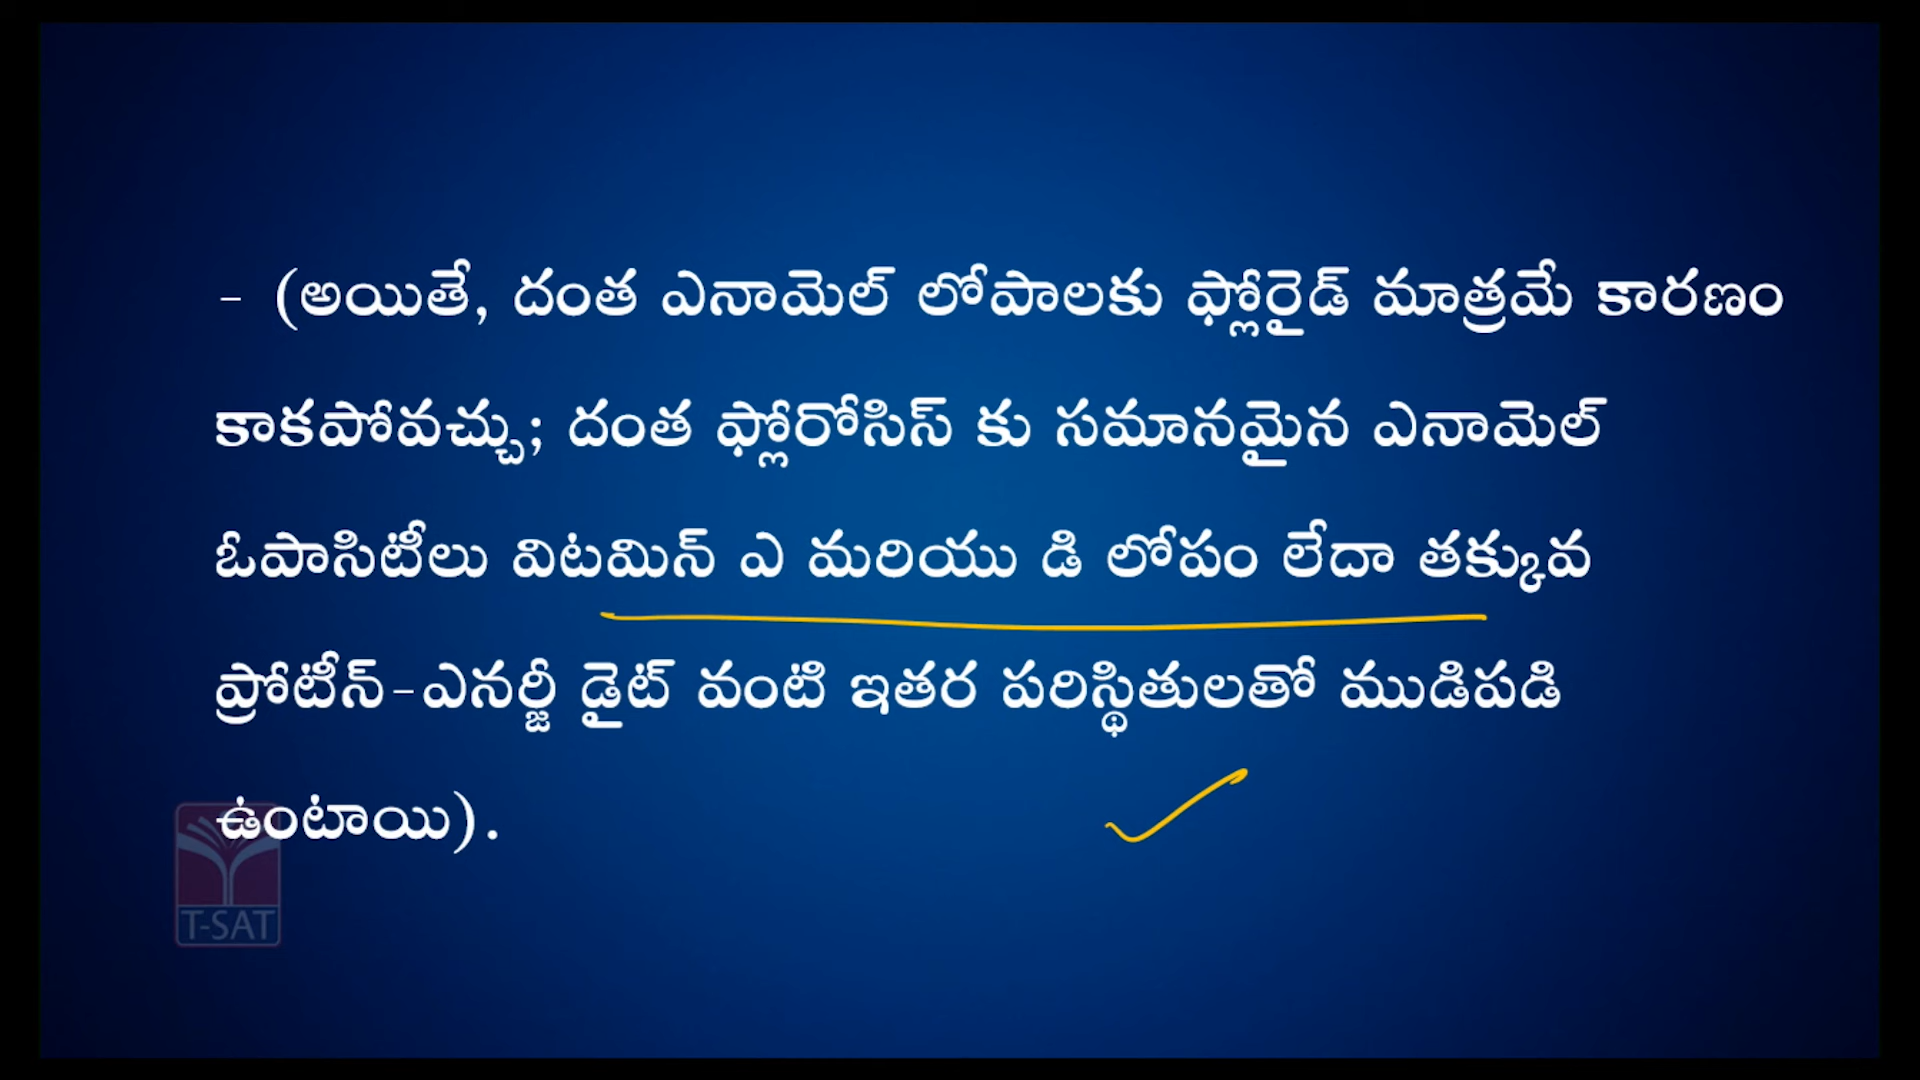 - (అయితే, దంత ఎనామెల్ లోపాలకు ఫ్లోరైడ్ మాత్రమే కారణం
కాకపోవచ్చు; దంత ఫ్లోరోసిస్ కు సమానమైన ఎనామెల్
ఓపాసిటీలు విటమిన్ ఎ మరియు డి లోపం లేదా తక్కువ
ప్రోటీన్-ఎనర్జీ డైట్ వంటి ఇతర పరిస్థితులతో ముడిపడి
ఉంటాయి).
T-SAT